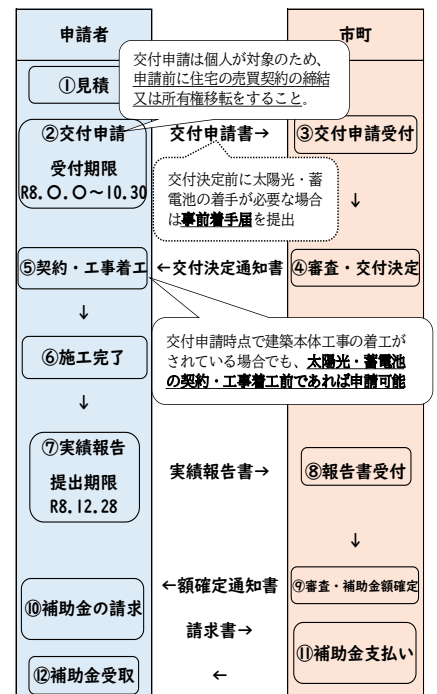 申請者
市町
交付申請は個人が対象のため、
申請前に住宅の売買契約の締結
又は所有権移転をすること。
①見積
②交付申請
受付期限
R8.○.○～10.30
交付申請書→
③交付申請受付
交付決定前に太陽光・蓄
電池の着手が必要な場合
は事前着手届を提出
↓
⑤契約・工事着工
←交付決定通知書
④審査・交付決定
↓
交付申請時点で建築本体工事の着工が
されている場合でも、太陽光・蓄電池
の契約・工事着工前であれば申請可能
⑥施工完了
↓
⑦実績報告
提出期限
R8.12.28
実績報告書→
⑧報告書受付
↓
←額確定通知書
⑨審査・補助金額確定
⑩補助金の請求
請求書→
⑪補助金支払い
⑫補助金受取
←